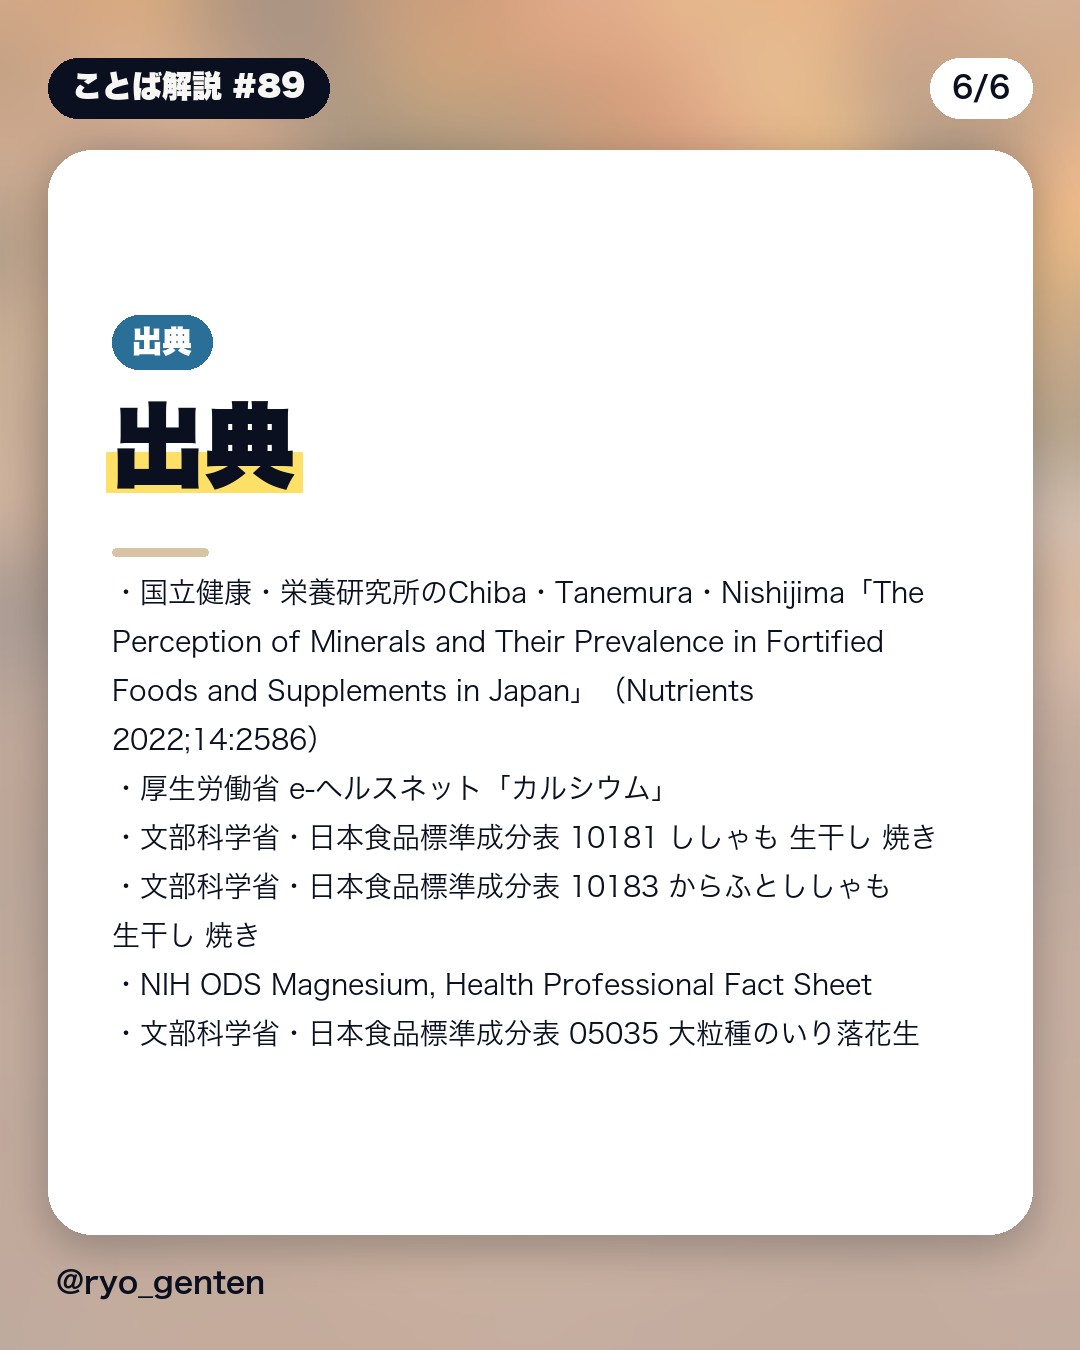 ことば解説 #89
6/6
出典
出典
・国立健康・栄養研究所のChiba・Tanemura・Nishijima「The
Perception of Minerals and Their Prevalence in Fortified
Foods and Supplements in Japan」（Nutrients
2022;14:2586）
・厚生労働省 e-ヘルスネット「カルシウム」
・文部科学省・日本食品標準成分表 10181 ししゃも 生干し 焼き
・文部科学省・日本食品標準成分表 10183 からふとししゃも
生干し 焼き
・NIH ODS Magnesium, Health Professional Fact Sheet
・文部科学省・日本食品標準成分表 05035 大粒種のいり落花生
@ryo_genten